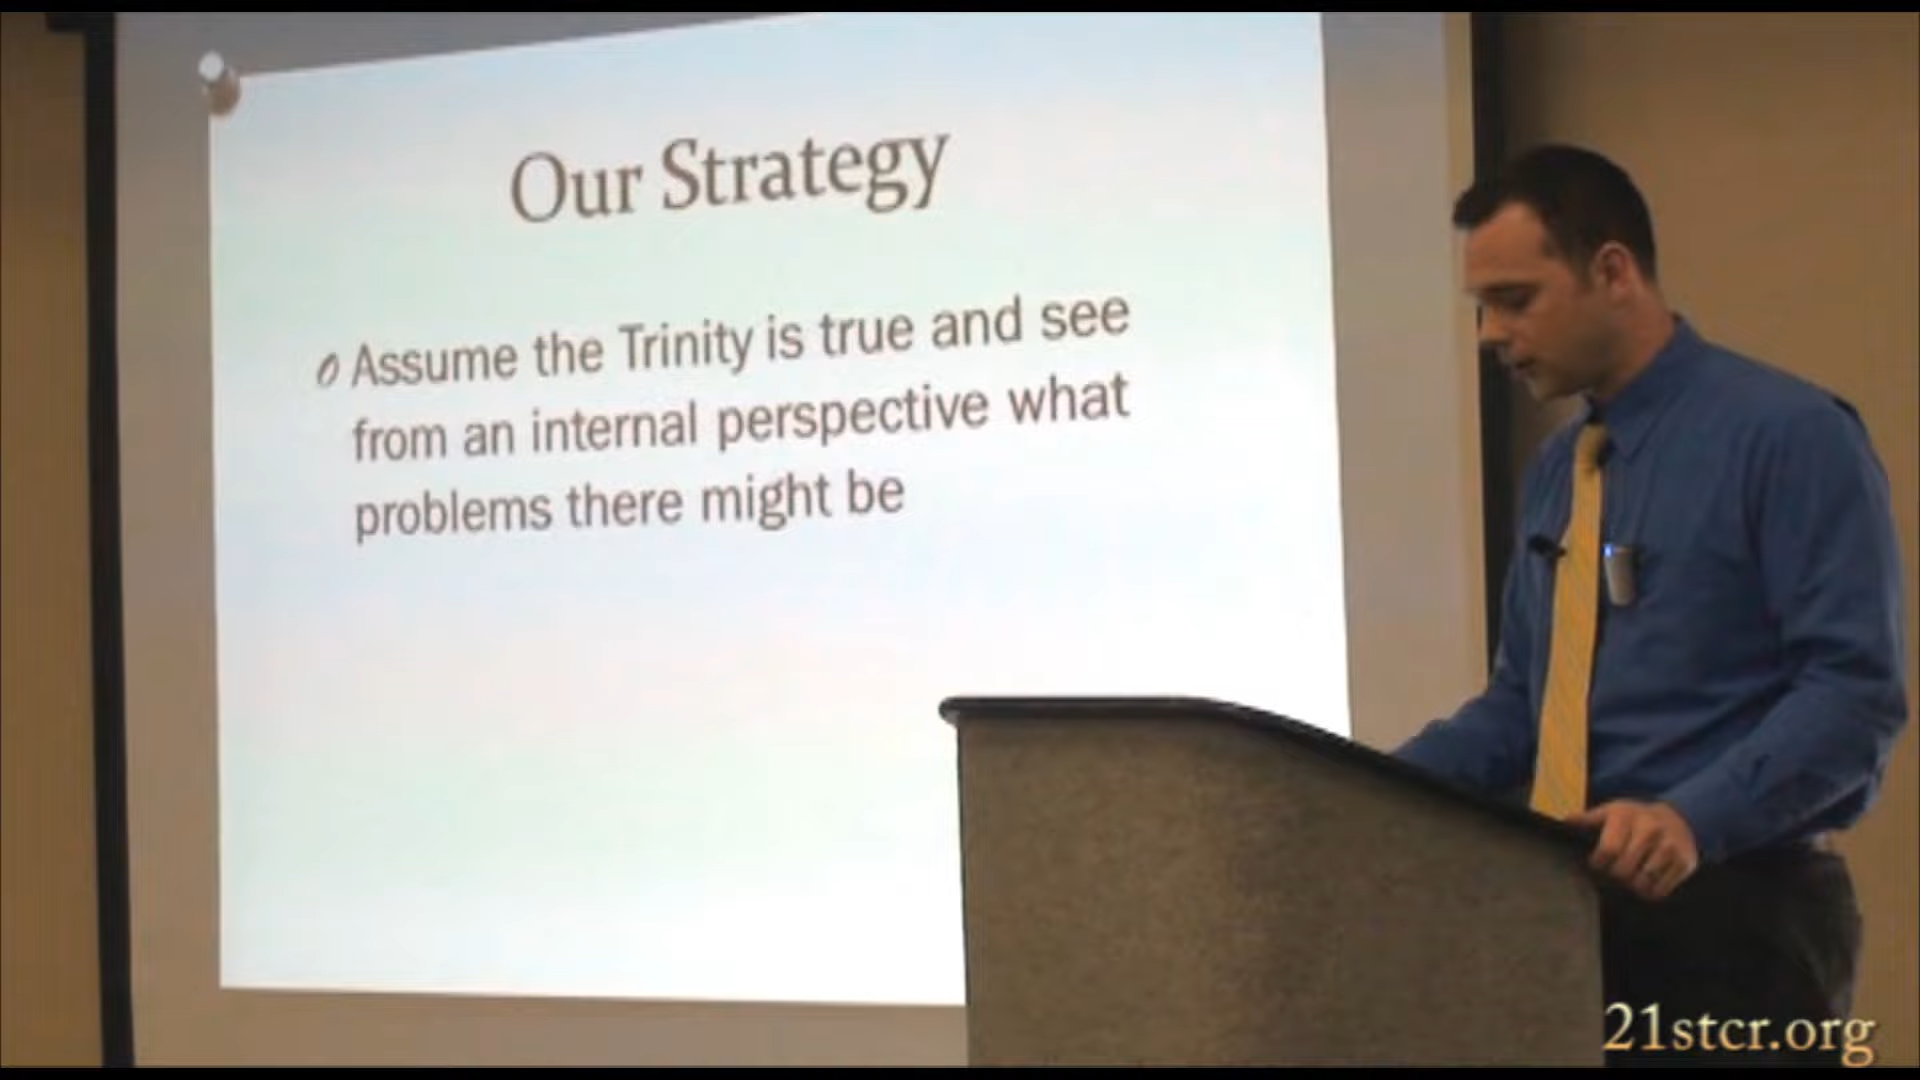 Our Strategy
Assume the Trinity is true and see
from an internal perspective what
problems there might be
21stcr.org